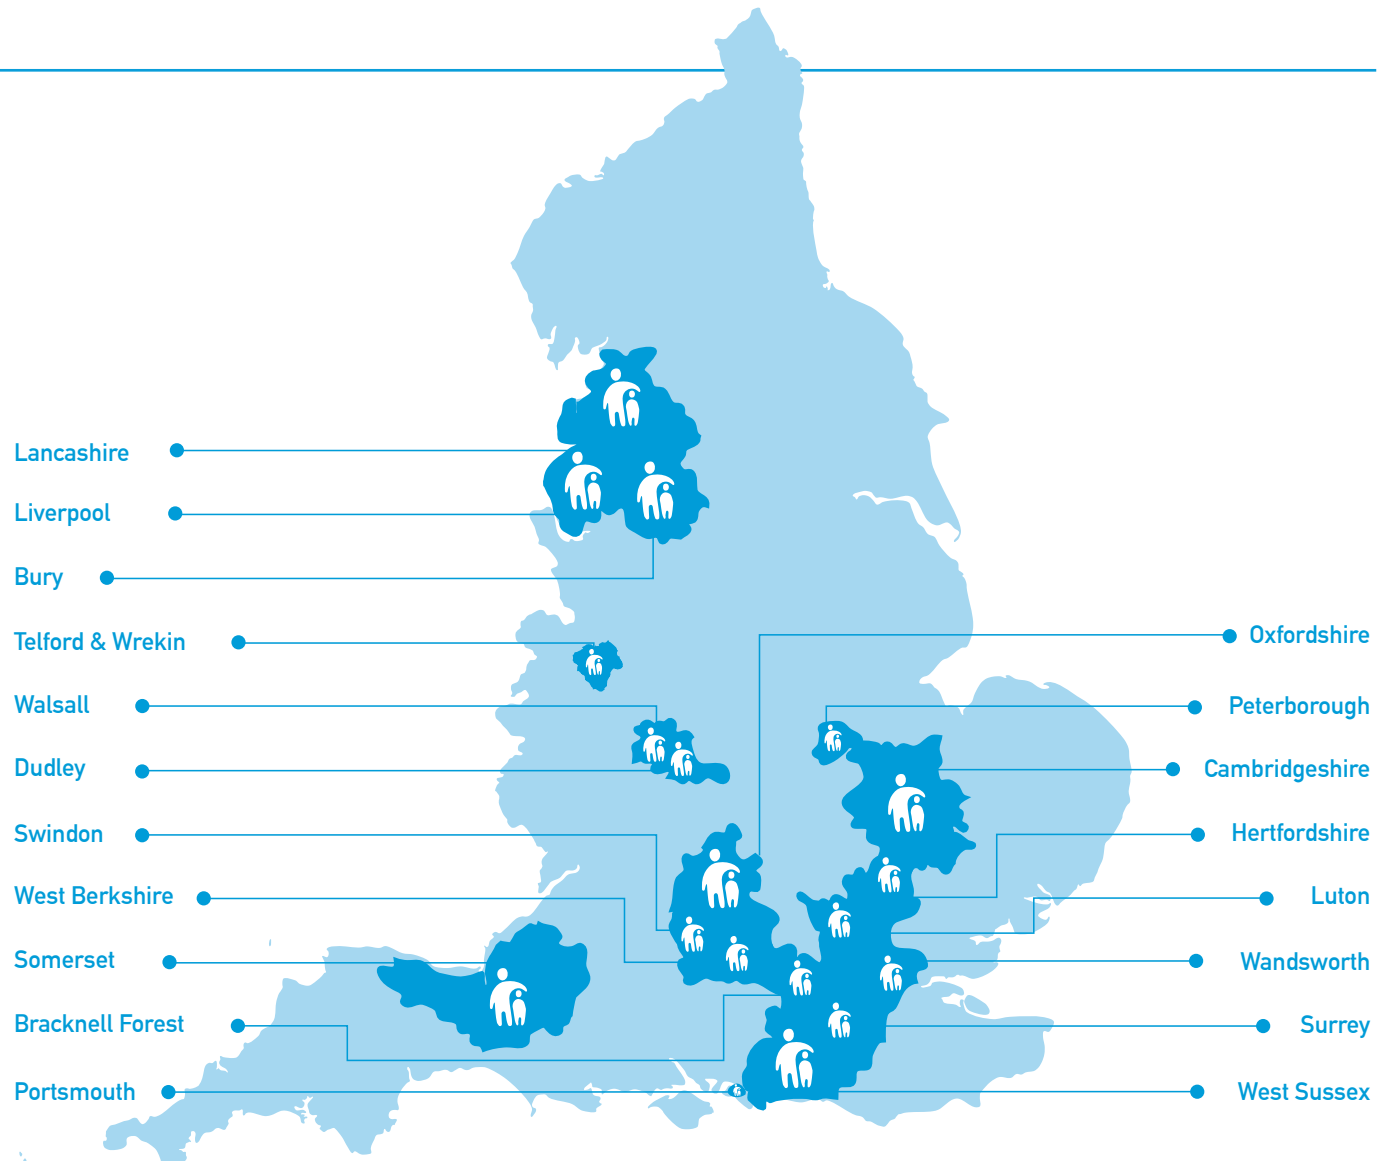 Lancashire
Liverpool
Bury
Telford & Wrekin
Walsall
Dudley
Swindon
West Berkshire
Somerset
Bracknell Forest
Portsmouth
Oxfordshire
Peterborough
Cambridgeshire
Hertfordshire
Luton
Wandsworth
Surrey
West Sussex